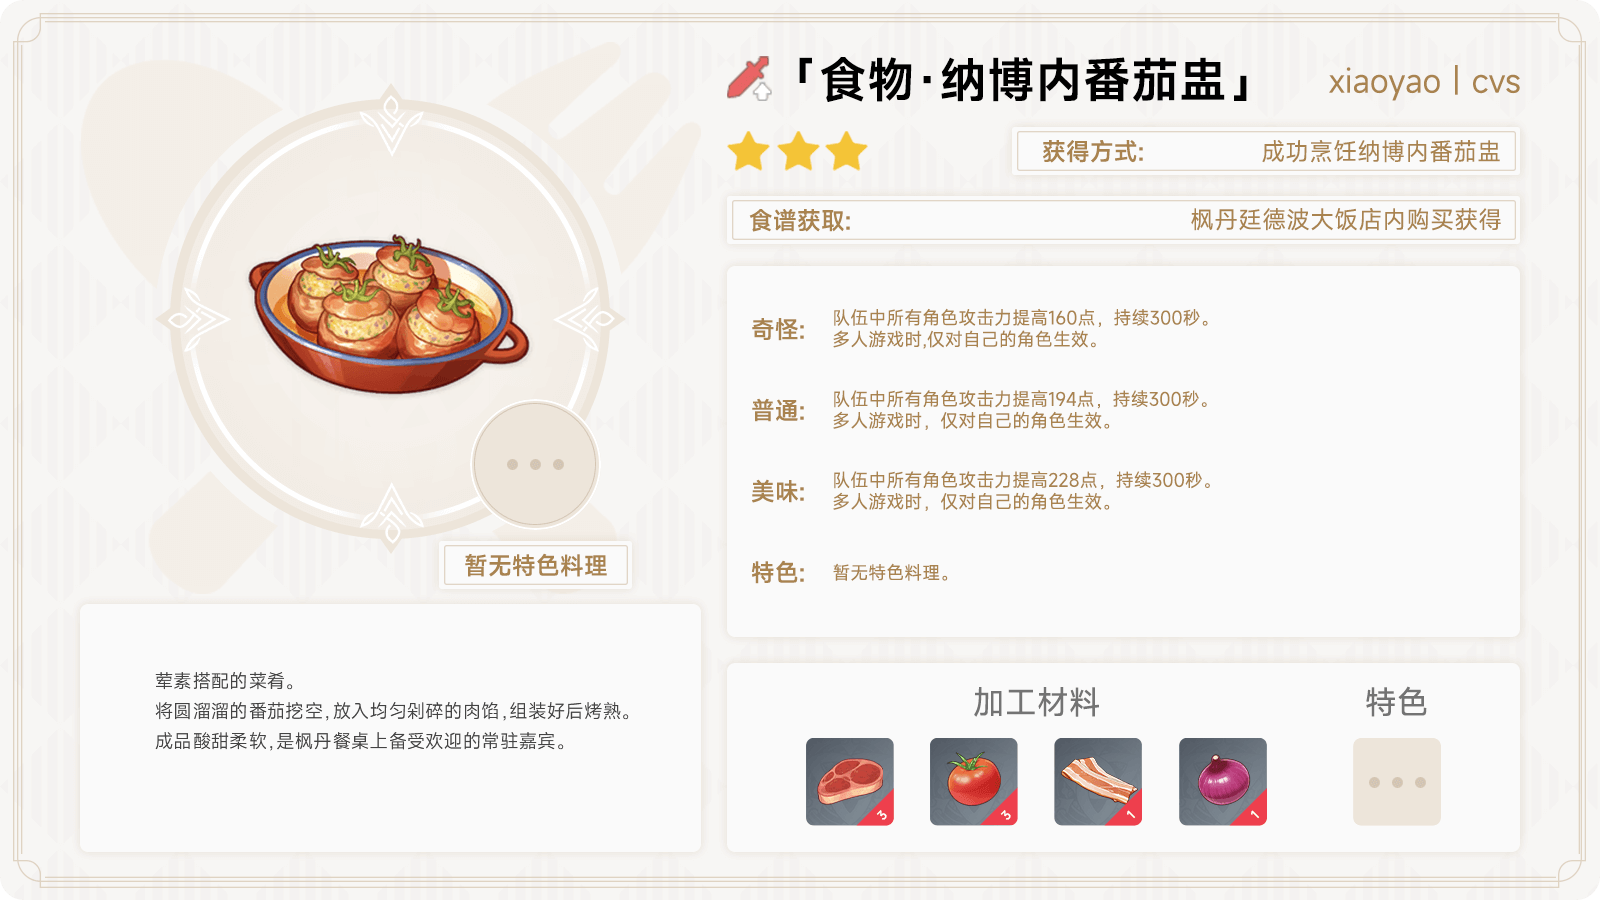 「食物·纳博内番茄盅」
xiaoyao | cvs
获得方式: 成功烹饪纳博内番茄盅
食谱获取: 枫丹廷德波大饭店内购买获得
奇怪: 队伍中所有角色攻击力提高160点，持续300秒。
多人游戏时,仅对自己的角色生效。
普通: 队伍中所有角色攻击力提高194点，持续300秒。
多人游戏时，仅对自己的角色生效。
美味: 队伍中所有角色攻击力提高228点，持续300秒。
多人游戏时，仅对自己的角色生效。
特色: 暂无特色料理。
暂无特色料理
荤素搭配的菜肴。
将圆溜溜的番茄挖空,放入均匀剁碎的肉馅,组装好后烤熟。
成品酸甜柔软,是枫丹餐桌上备受欢迎的常驻嘉宾。
加工材料 特色
3 3 1 1